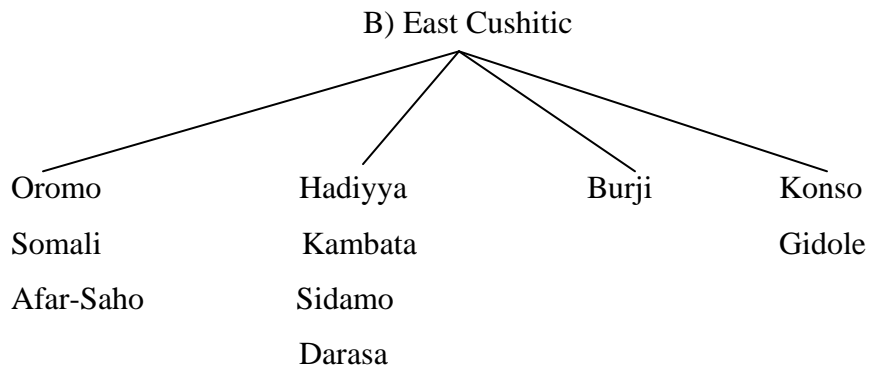 B) East Cushitic
Oromo Hadiyya Burji Konso
Somali Kambata Gidole
Afar-Saho Sidamo
Darasa